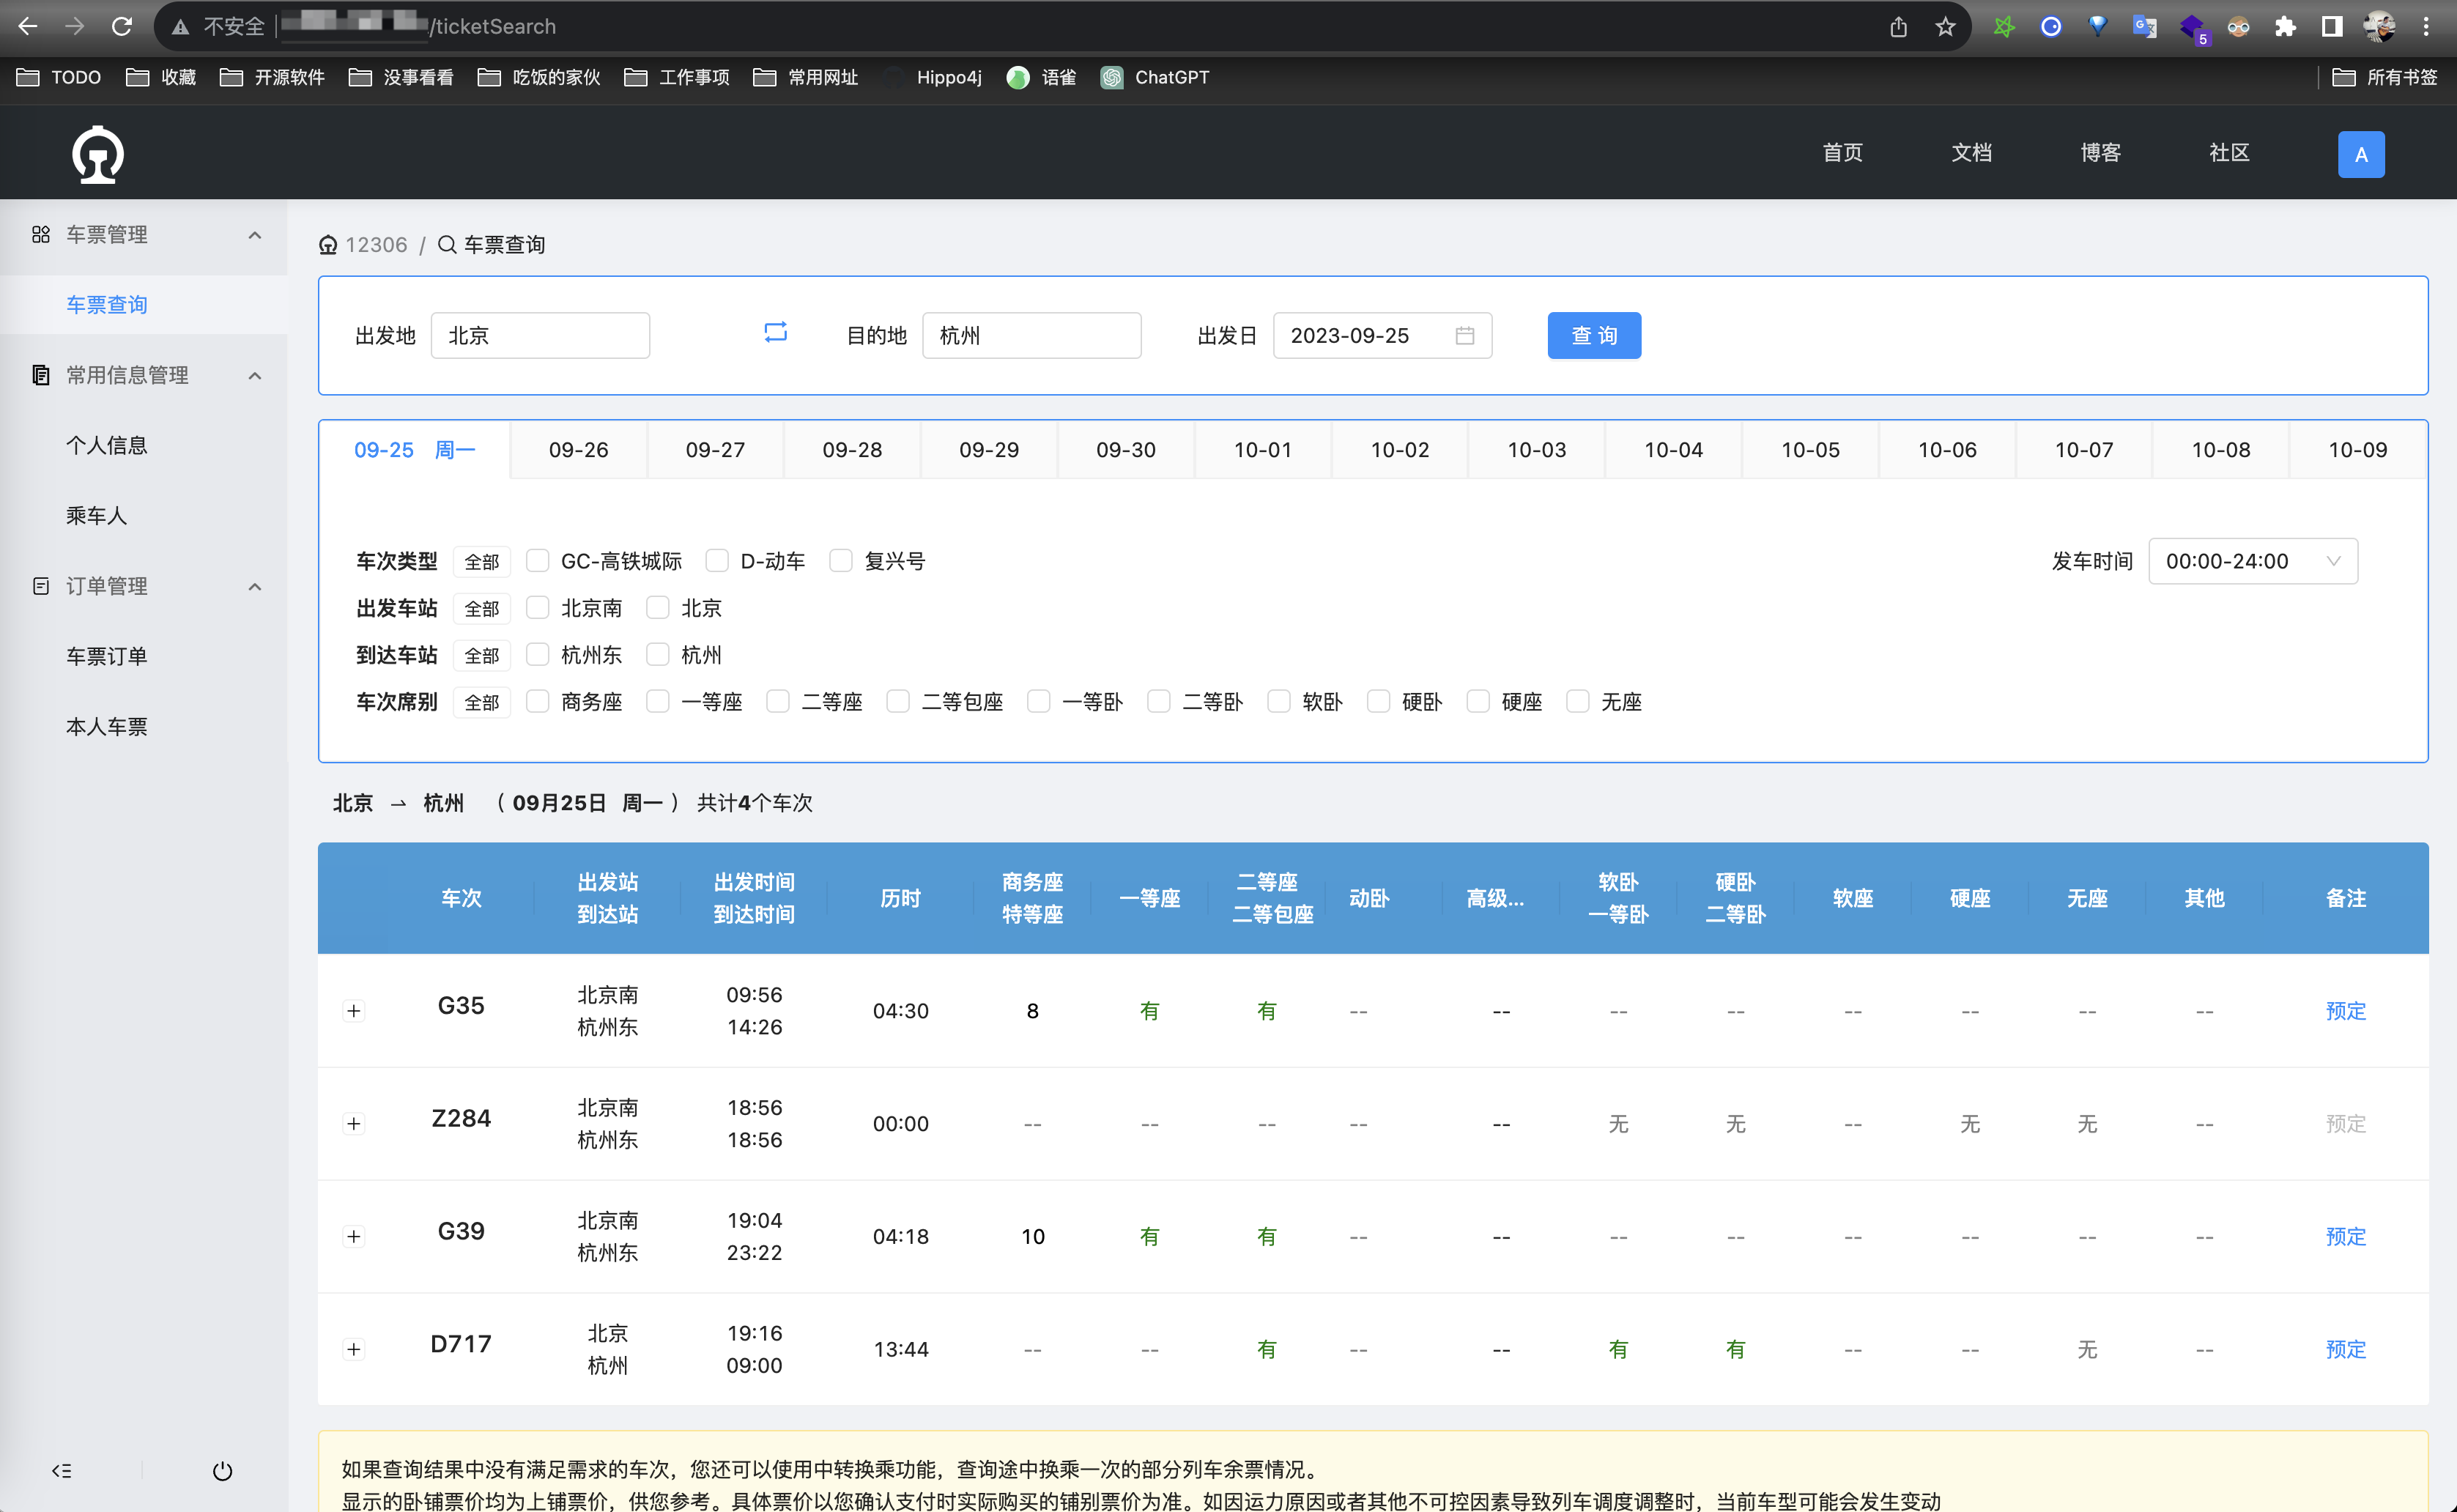 不安全 /ticketSearch
5
TODO 收藏 开源软件 没事看看 吃饭的家伙 工作事项 常用网址 Hippo4j 语雀 ChatGPT 所有书签
首页 文档 博客 社区 A
车票管理
车票查询
常用信息管理
个人信息
乘车人
订单管理
车票订单
本人车票
12306 / 车票查询
出发地 北京 目的地 杭州 出发日 2023-09-25 查 询
09-25 周一 09-26 09-27 09-28 09-29 09-30 10-01 10-02 10-03 10-04 10-05 10-06 10-07 10-08 10-09
车次类型 全部 GC-高铁城际 D-动车 复兴号 发车时间 00:00-24:00
出发车站 全部 北京南 北京
到达车站 全部 杭州东 杭州
车次席别 全部 商务座 一等座 二等座 二等包座 一等卧 二等卧 软卧 硬卧 硬座 无座
北京 → 杭州 （ 09月25日 周一 ） 共计4个车次
车次 出发站 到达站 出发时间 到达时间 历时 商务座 特等座 一等座 二等座 二等包座 动卧 高级... 软卧 一等卧 硬卧 二等卧 软座 硬座 无座 其他 备注
+ G35 北京南 杭州东 09:56 14:26 04:30 8 有 有 -- -- -- -- -- -- -- -- 预定
+ Z284 北京南 杭州东 18:56 18:56 00:00 -- -- -- -- -- 无 无 -- 无 无 -- 预定
+ G39 北京南 杭州东 19:04 23:22 04:18 10 有 有 -- -- -- -- -- -- -- -- 预定
+ D717 北京 杭州 19:16 09:00 13:44 -- -- 有 -- -- 有 有 -- -- 无 -- 预定
如果查询结果中没有满足需求的车次，您还可以使用中转换乘功能，查询途中换乘一次的部分列车余票情况。
显示的卧铺票价均为上铺票价，供您参考。具体票价以您确认支付时实际购买的铺别票价为准。如因运力原因或者其他不可控因素导致列车调度调整时，当前车型可能会发生变动